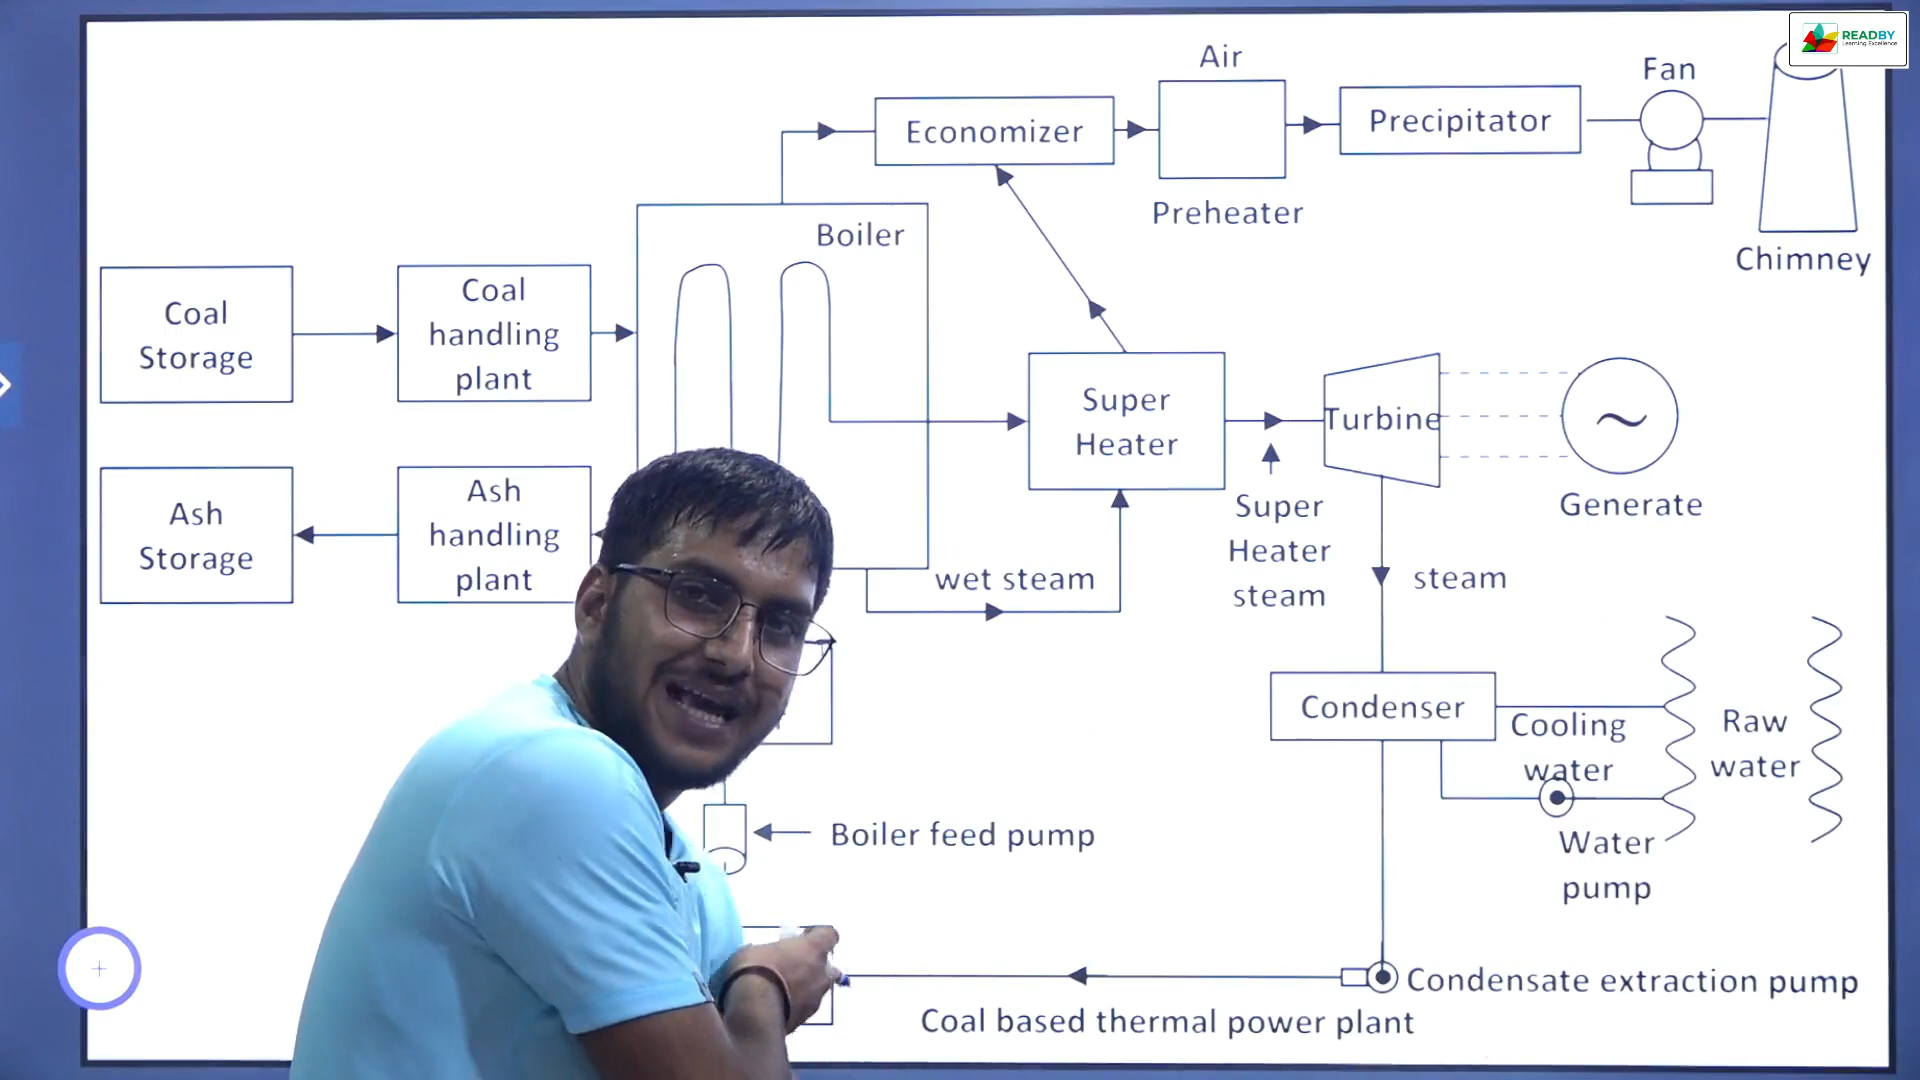 READBY
Learning Excellence
Air
Fan
Economizer
Precipitator
Preheater
Chimney
Boiler
Coal
Storage
Coal
handling
plant
Super
Heater
Turbine
Generate
Ash
Storage
Ash
handling
plant
wet steam
Super
Heater
steam
steam
Condenser
Cooling
water
Raw
water
Boiler feed pump
Water
pump
Condensate extraction pump
Coal based thermal power plant